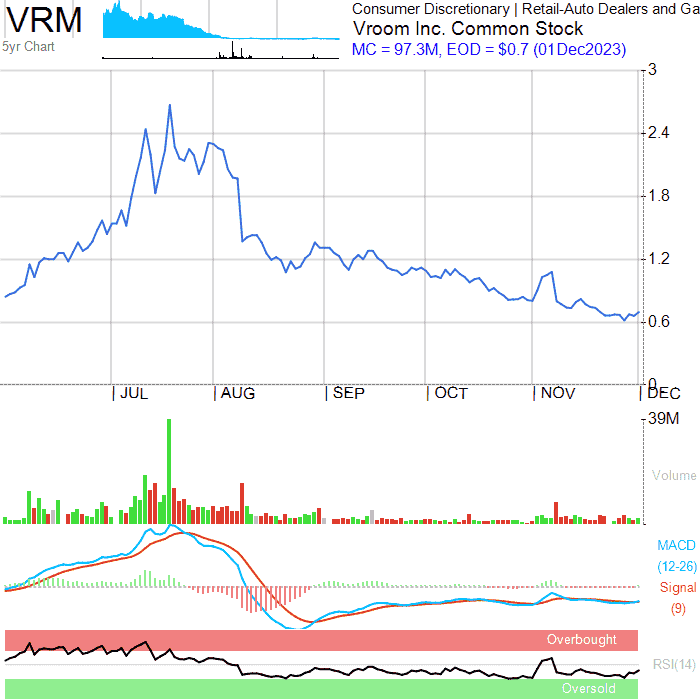 VRM
5yr Chart
Consumer Discretionary | Retail-Auto Dealers and Ga
Vroom Inc. Common Stock
MC = 97.3M, EOD = $0.7 (01Dec2023)
3
2.4
1.8
1.2
0.6
0
JUL AUG SEP OCT NOV DEC
39M
Volume
MACD
(12-26)
Signal
(9)
Overbought
RSI(14)
Oversold